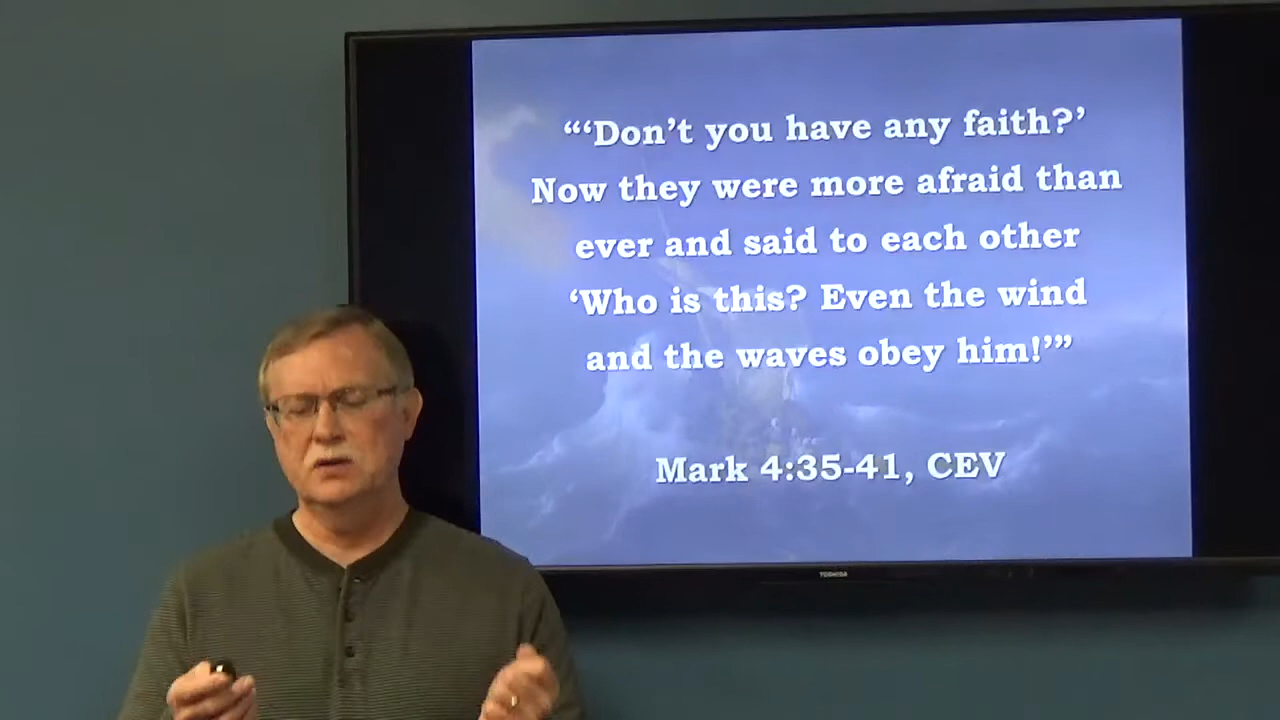 “‘Don’t you have any faith?’
Now they were more afraid than
ever and said to each other
‘Who is this? Even the wind
and the waves obey him!’”
Mark 4:35-41, CEV
TOSHIBA